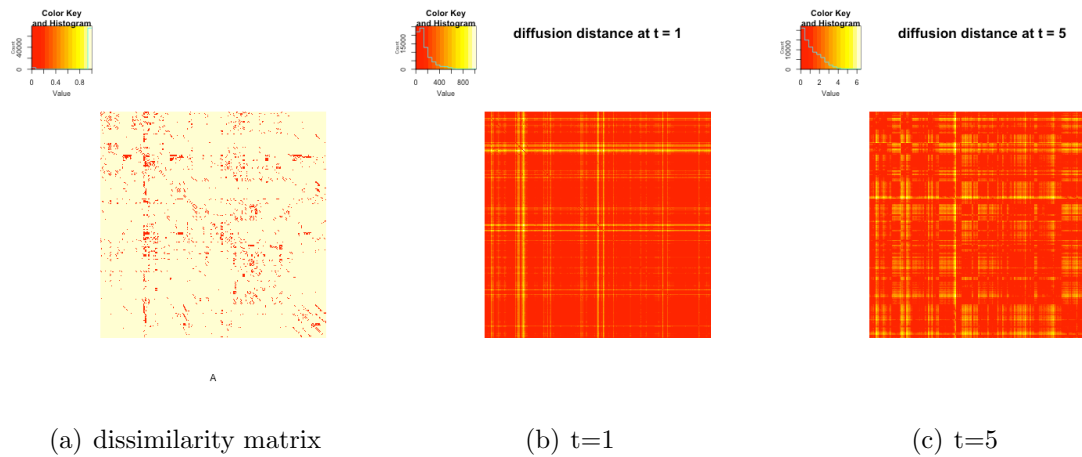 Color Key
and Histogram
Count
0 40000
0 0.4 0.8
Value
A
Color Key
and Histogram
Count
0 15000
0 400 800
Value
diffusion distance at t = 1
Color Key
and Histogram
Count
0 10000
0 2 4 6
Value
diffusion distance at t = 5
(a) dissimilarity matrix
(b) t=1
(c) t=5